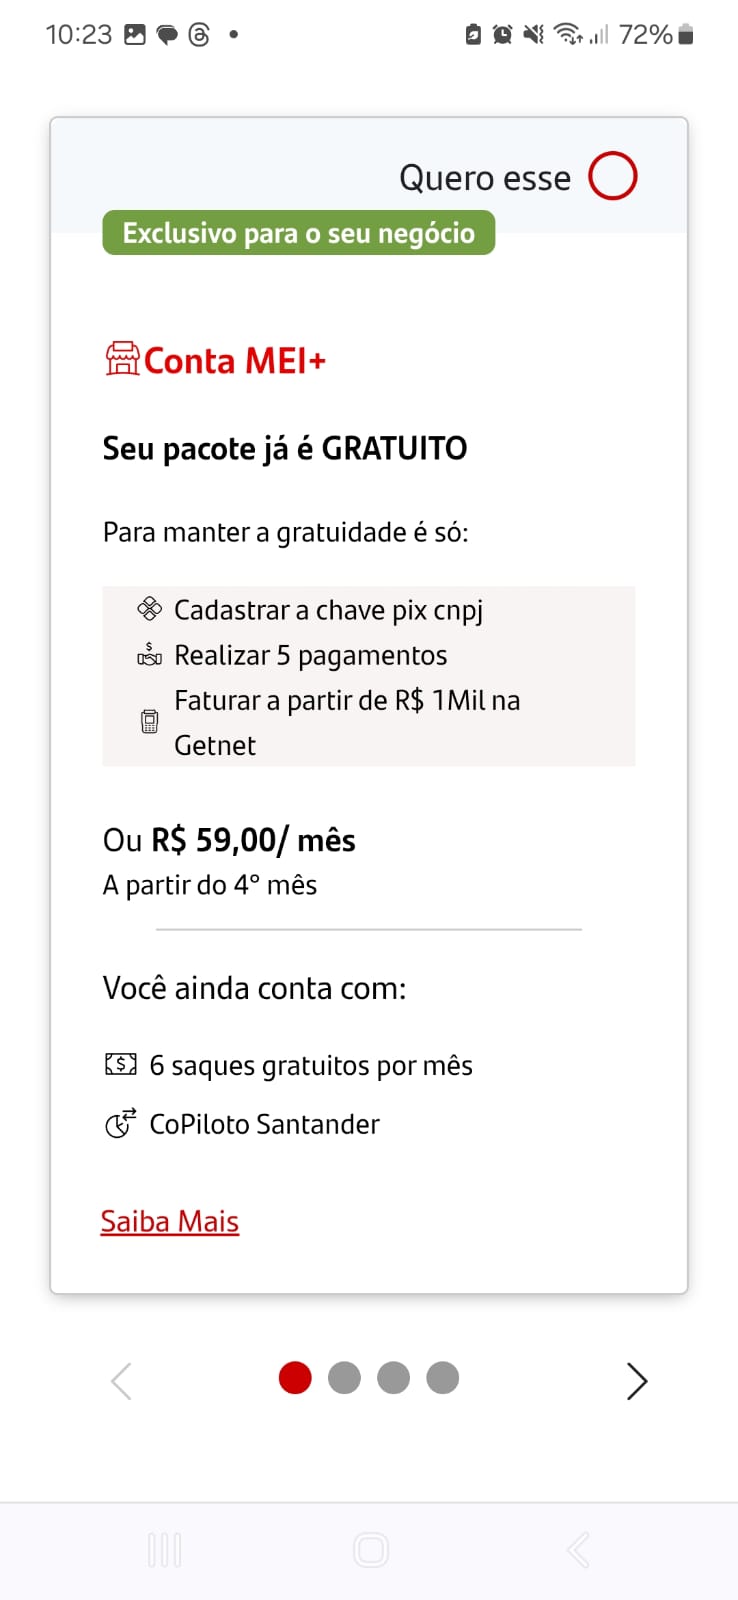 10:23
72%
Quero esse
Exclusivo para o seu negócio
Conta MEI+
Seu pacote já é GRATUITO
Para manter a gratuidade é só:
Cadastrar a chave pix cnpj
Realizar 5 pagamentos
Faturar a partir de R$ 1Mil na
Getnet
Ou R$ 59,00/ mês
A partir do 4º mês
Você ainda conta com:
6 saques gratuitos por mês
CoPiloto Santander
Saiba Mais